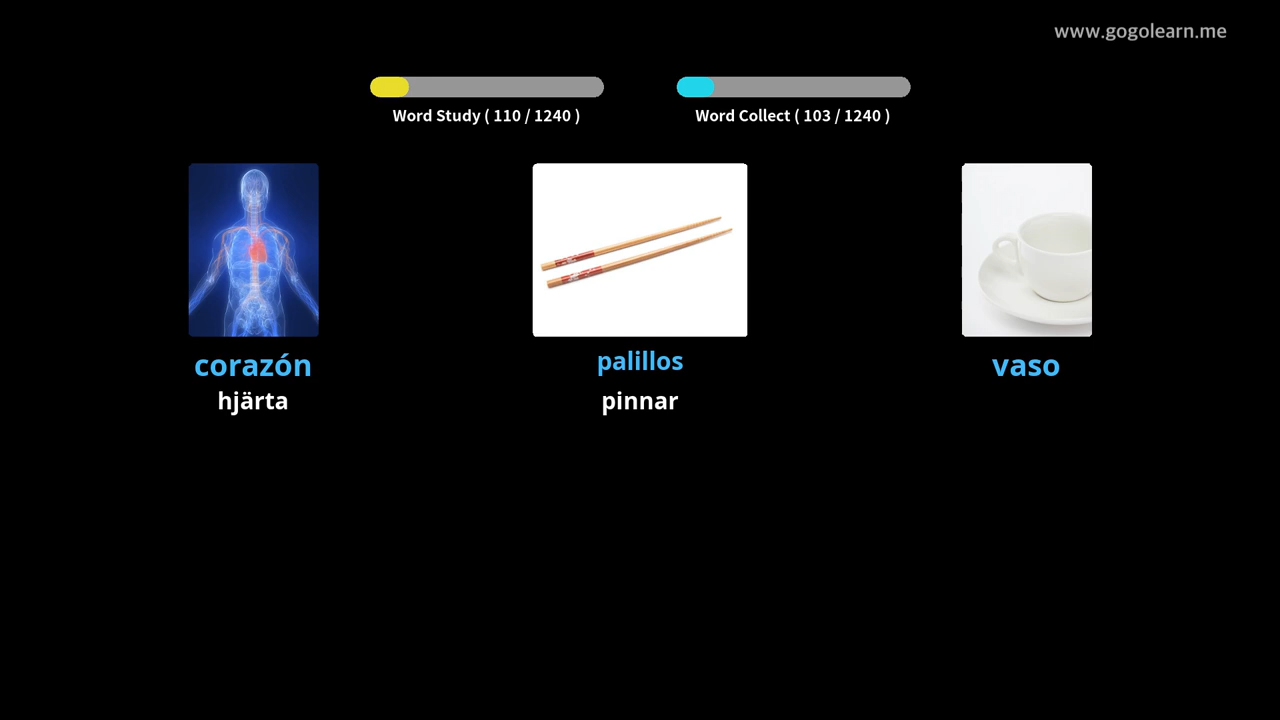 www.gogolearn.me
Word Study ( 110 / 1240 )
Word Collect ( 103 / 1240 )
corazón
hjärta
palillos
pinnar
vaso